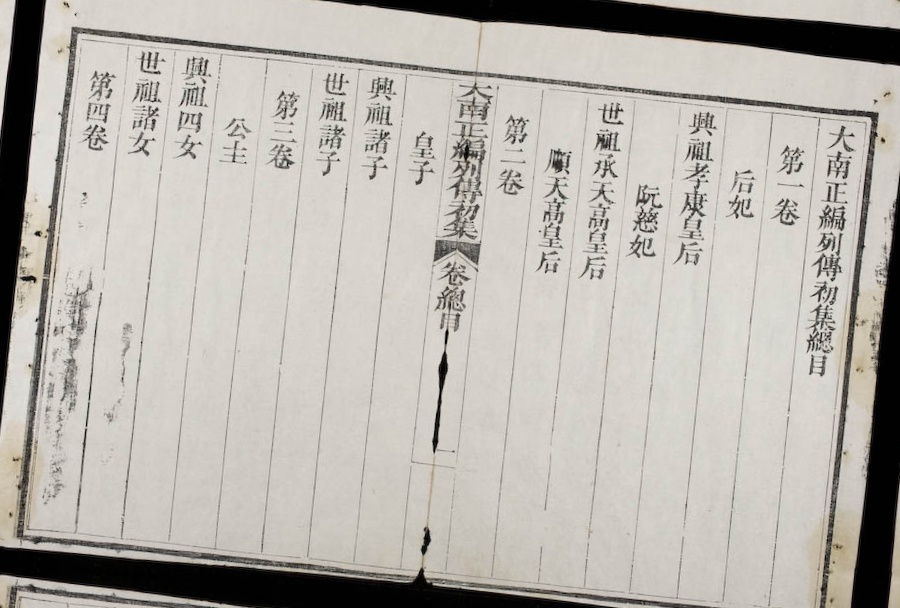 大南正編列傳初集總目
第一卷
后妃
興祖孝康皇后
阮慈妃
世祖承天高皇后
順天高皇后
第二卷
大南正編列傳初集
卷總目
一
皇子
興祖諸子
世祖諸子
第三卷
公主
興祖四女
世祖諸女
第四卷